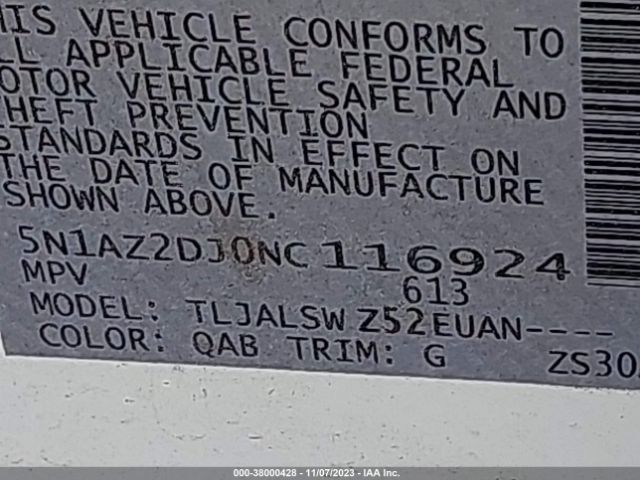 HIS VEHICLE CONFORMS TO
LL APPLICABLE FEDERAL
OTOR VEHICLE SAFETY AND
HEFT PREVENTION
STANDARDS IN EFFECT ON
THE DATE OF MANUFACTURE
SHOWN ABOVE.
5N1AZ2DJ0NC116924
MPV 613
MODEL: TLJALSW Z52EUAN----
COLOR: QAB TRIM: G ZS30
000-38000428 - 11/07/2023 - IAA Inc.